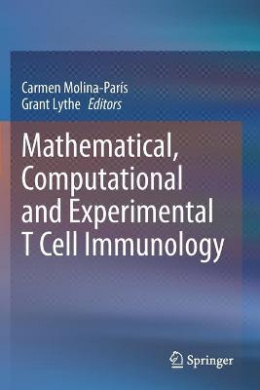 Carmen Molina-París
Grant Lythe Editors
Mathematical,
Computational
and Experimental
T Cell Immunology
Springer